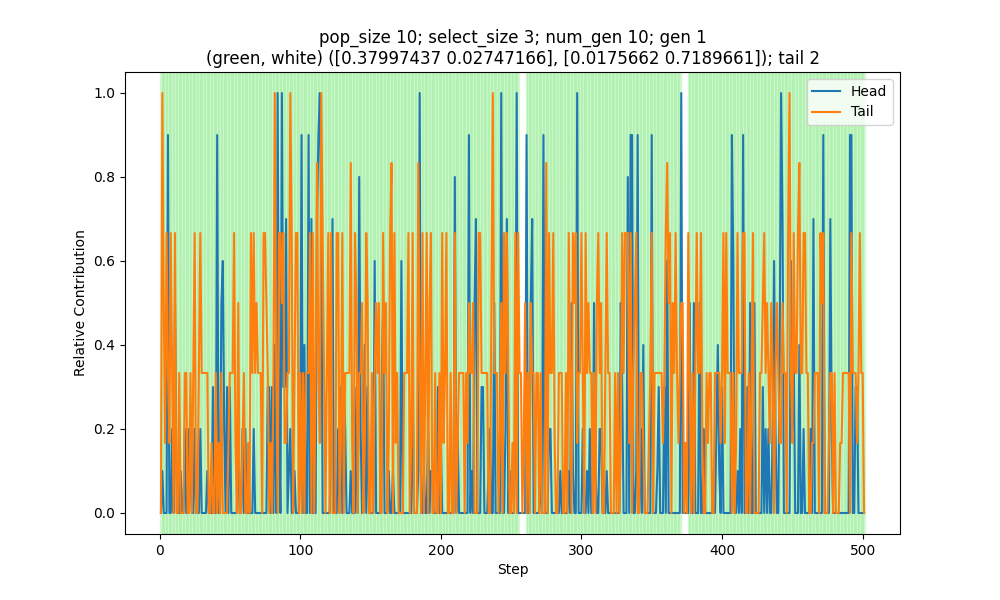 pop_size 10; select_size 3; num_gen 10; gen 1
(green, white) ([0.37997437 0.02747166], [0.0175662 0.7189661]); tail 2
Head
Tail
1.0
0.8
0.6
0.4
0.2
0.0
Relative Contribution
0 100 200 300 400 500
Step